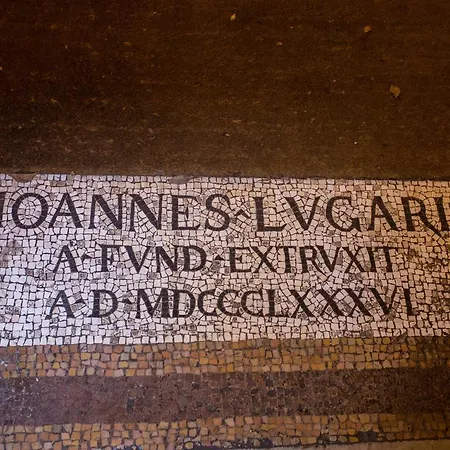 IOANNES · LVGARI
A · FVND · EXTRVXIT
A · D · MDCCCLXXXVI